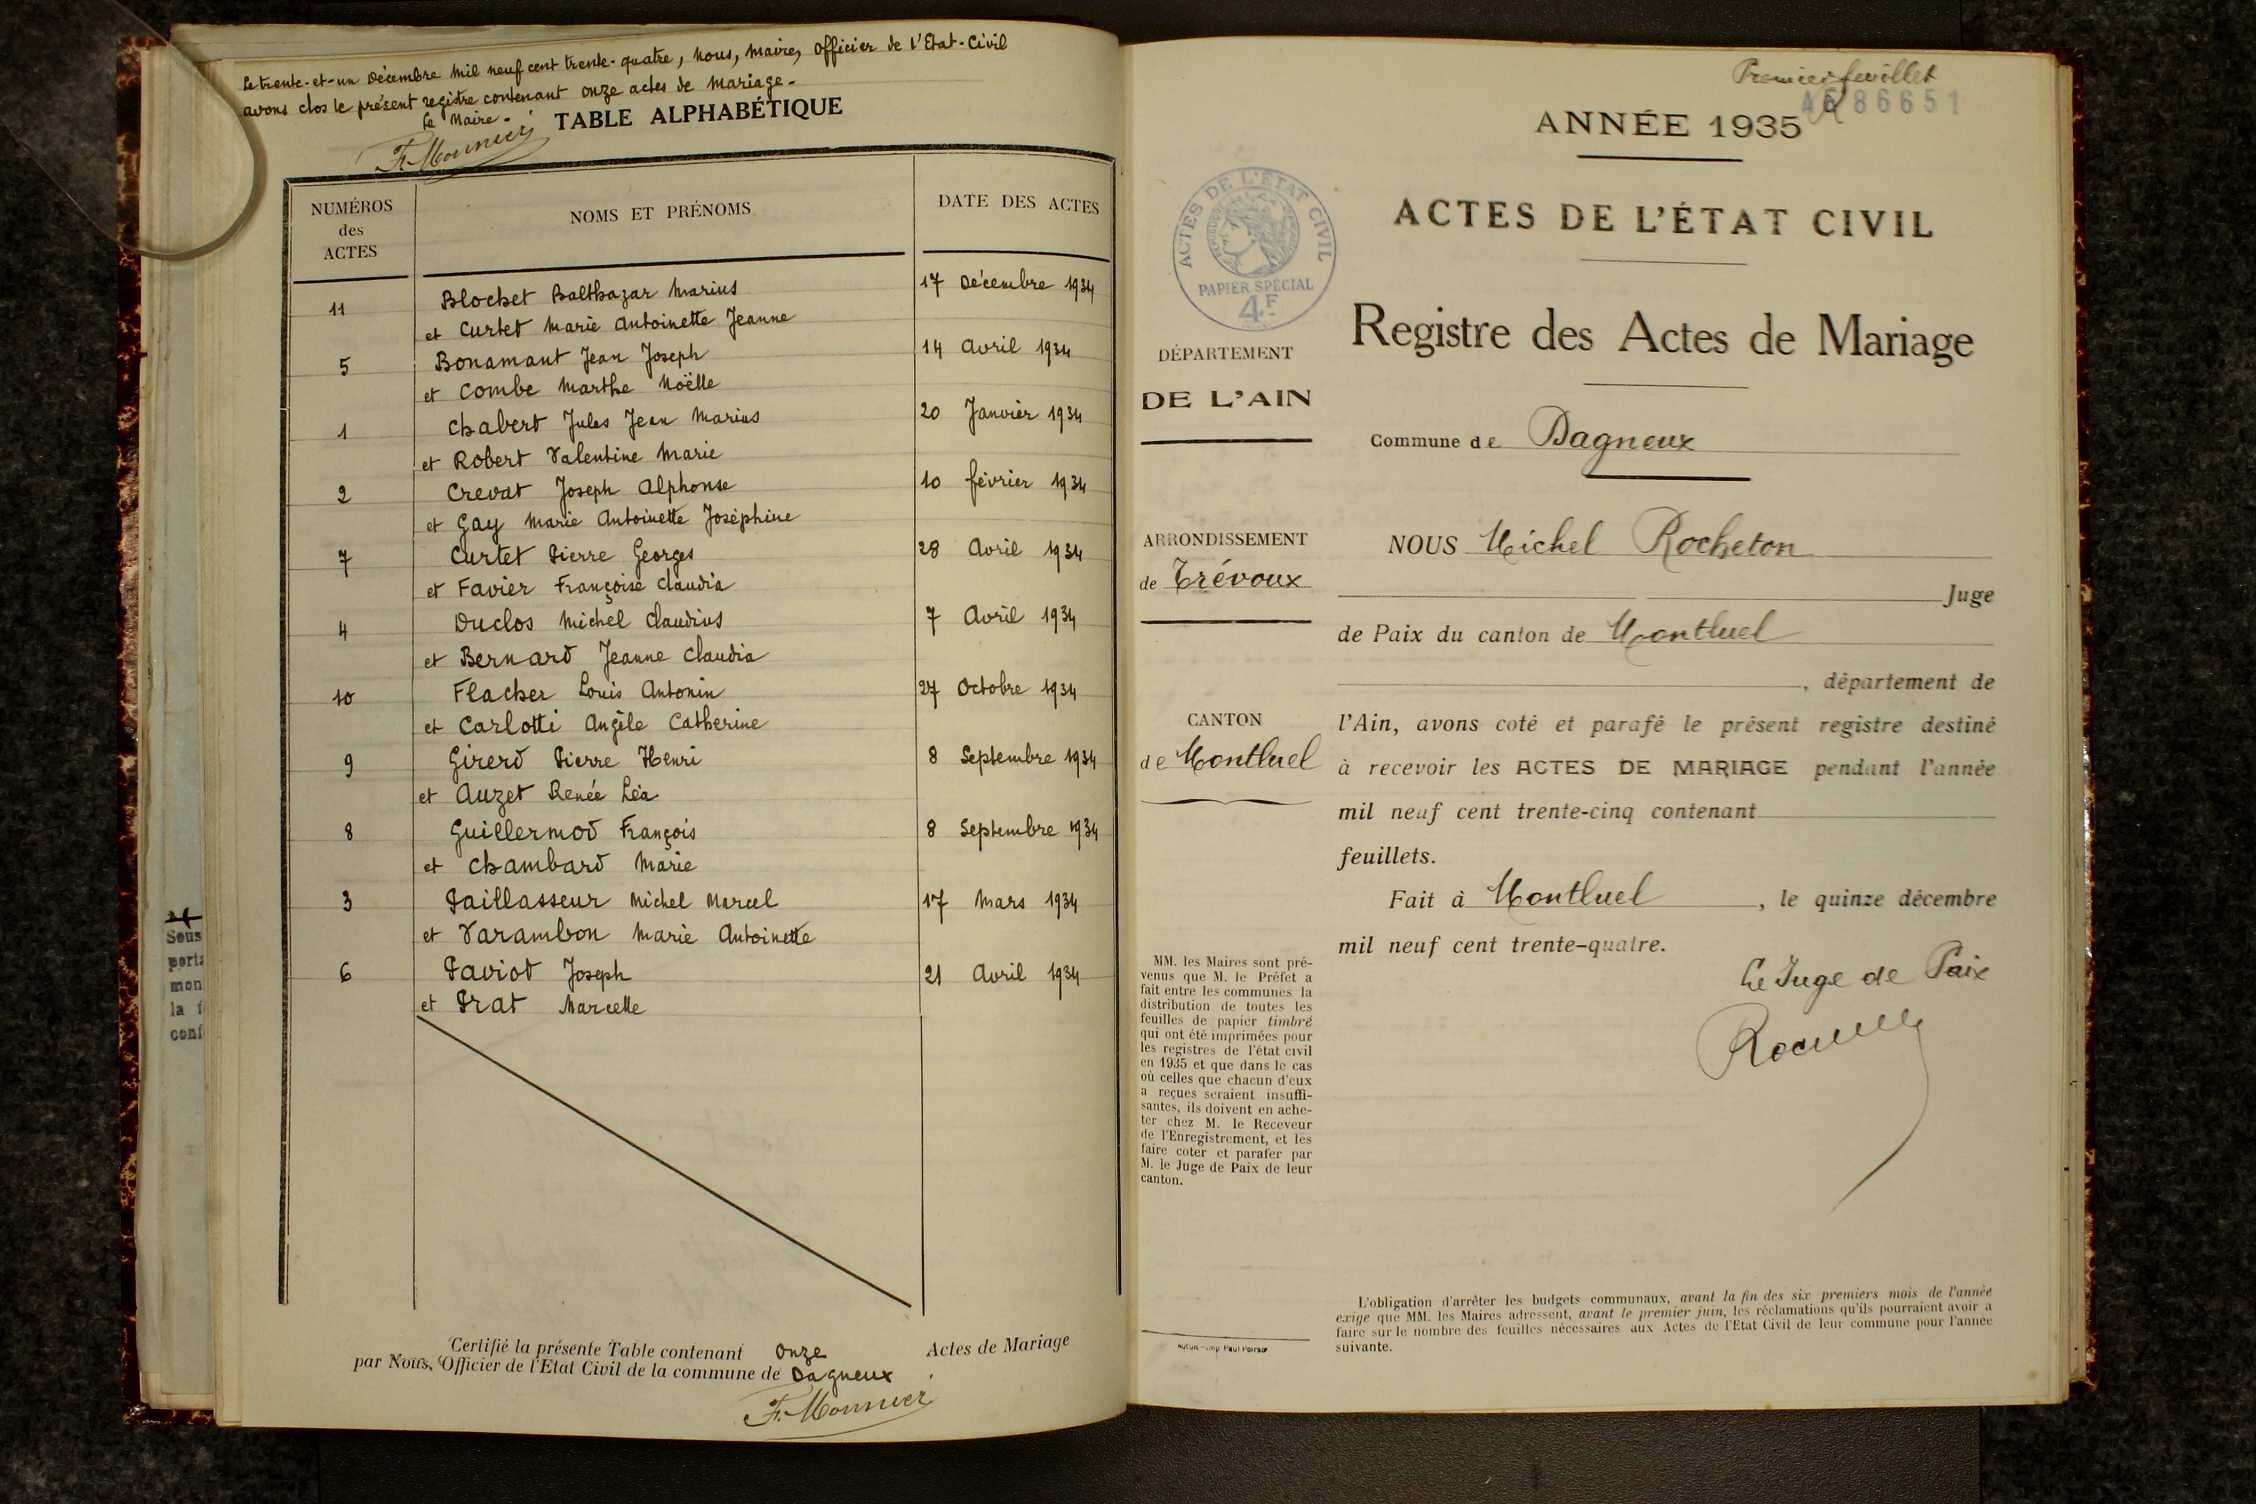 Le trente-et-un Décembre mil neuf cent trente-quatre, nous, maire, officier de l'Etat-Civil
avons clos le présent registre contenant onze actes de mariage.
Le Maire.
F. Monnier
TABLE ALPHABÉTIQUE
NUMÉROS
des
ACTES
NOMS ET PRÉNOMS
DATE DES ACTES
11 Blochet Balthazar Marius 17 Décembre 1934
et Curtet Marie Antoinette Jeanne
5 Bonamant Jean Joseph 14 Avril 1934
et Combe Marthe Noëlle
1 Chabert Jules Jean Marius 20 Janvier 1934
et Robert Valentine Marie
2 Crevat Joseph Alphonse 10 février 1934
et Gay Marie Antoinette Joséphine
7 Curtet Pierre Georges 28 Avril 1934
et Favier Françoise Claudia
4 Duclos Michel Claudius 7 Avril 1934
et Bernard Jeanne Claudia
10 Flacher Louis Antonin 27 Octobre 1934
et Carlotti Angèle Catherine
9 Girerd Pierre Henri 8 Septembre 1934
et Auzet Renée Léa
8 Guillermod François 8 Septembre 1934
et Chambard Marie
3 Paillasseur Michel Marcel 17 Mars 1934
et Varambon Marie Antoinette
6 Paviod Joseph 21 Avril 1934
et Prat Marcelle
Certifié la présente Table contenant onze Actes de Mariage
par Nous, Officier de l'Etat Civil de la commune de Dagneux
F. Monnier
Sous
mon
la
Premier feuillet
86651
ANNÉE 1935
ACTES DE L'ÉTAT CIVIL
ACTES DE L'ÉTAT CIVIL
PAPIER SPÉCIAL
4F
Registre des Actes de Mariage
DÉPARTEMENT
DE L'AIN
Commune de Dagneux
ARRONDISSEMENT
de Trévoux
CANTON
de Montluel
NOUS Michel Rocheton
Juge
de Paix du canton de Montluel
, département de
l'Ain, avons coté et parafé le présent registre destiné
à recevoir les ACTES DE MARIAGE pendant l'année
mil neuf cent trente-cinq contenant
feuillets.
Fait à Montluel, le quinze décembre
mil neuf cent trente-quatre.
Le Juge de Paix
MM. les Maires sont pré-
venus que M. le Préfet a
fait entre les communes la
distribution de toutes les
feuilles de papier timbré
qui ont été imprimées pour
les registres de l'état civil
en 1935 et que dans le cas
où celles que chacun d'eux
a reçues seraient insuffi-
santes, ils doivent en ache-
ter chez M. le Receveur
de l'Enregistrement, et les
faire coter et parafer par
M. le Juge de Paix de leur
canton.
L'obligation d'arrêter les budgets communaux, avant la fin des six premiers mois de l'année
exige que MM. les Maires adressent, avant le premier juin, les réclamations qu'ils pourraient avoir à
faire sur le nombre des feuilles nécessaires aux Actes de l'Etat Civil de leur commune pour l'année
suivante.